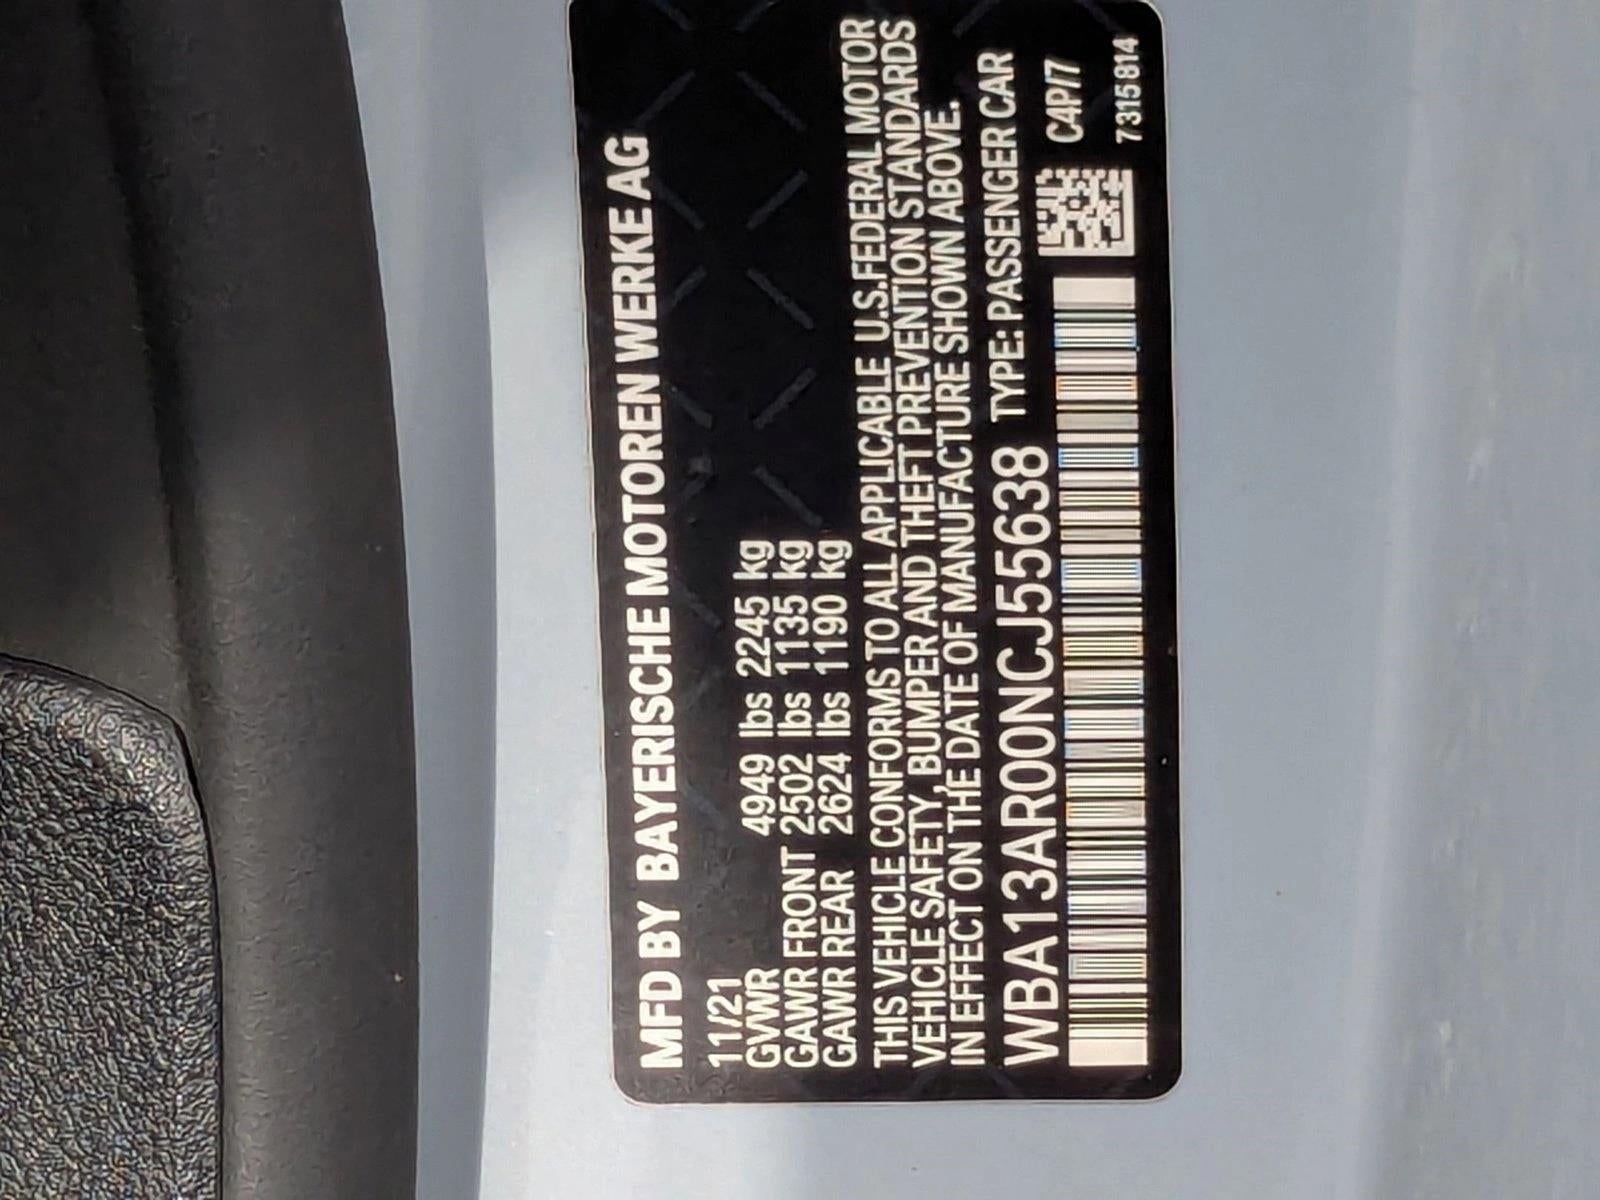 MFD BY BAYERISCHE MOTOREN WERKE AG
11/21
GVWR 4949 lbs 2245 kg
GAWR FRONT 2502 lbs 1135 kg
GAWR REAR 2624 lbs 1190 kg
THIS VEHICLE CONFORMS TO ALL APPLICABLE U.S.FEDERAL MOTOR
VEHICLE SAFETY, BUMPER AND THEFT PREVENTION STANDARDS
IN EFFECT ON THE DATE OF MANUFACTURE SHOWN ABOVE.
WBA13AR00NCJ55638 TYPE: PASSENGER CAR
C4PI7
7315814